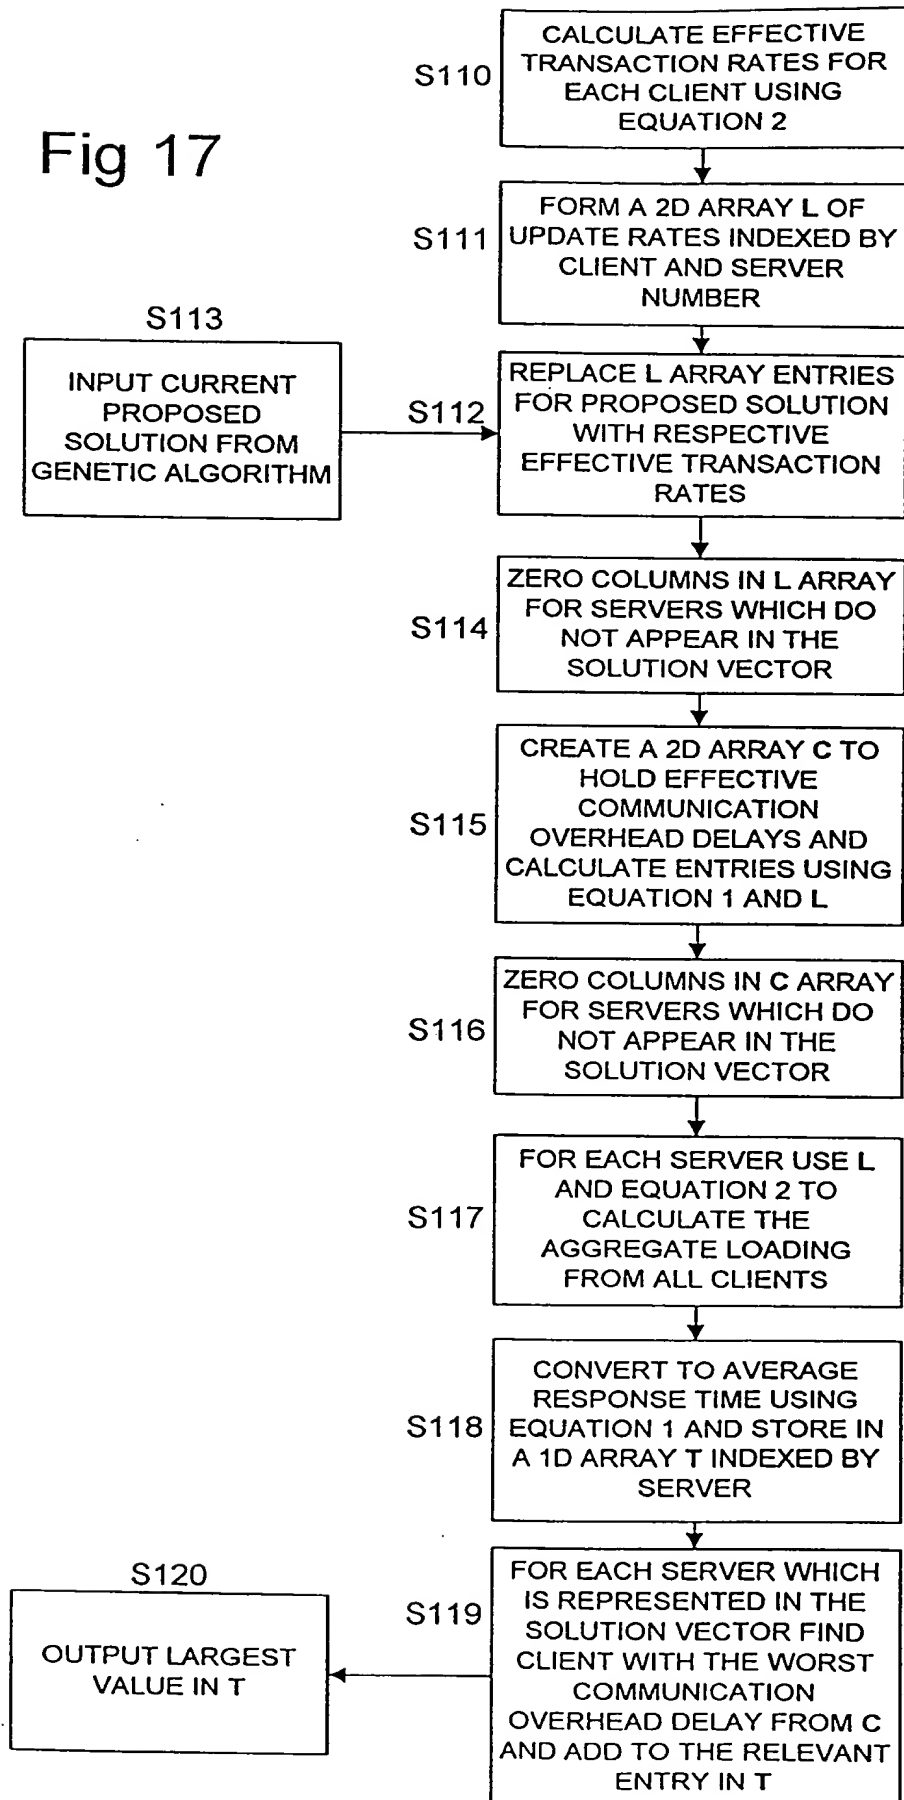 Fig 17
S110
CALCULATE EFFECTIVE
TRANSACTION RATES FOR
EACH CLIENT USING
EQUATION 2
S111
FORM A 2D ARRAY L OF
UPDATE RATES INDEXED BY
CLIENT AND SERVER
NUMBER
S113
INPUT CURRENT
PROPOSED
SOLUTION FROM
GENETIC ALGORITHM
S112
REPLACE L ARRAY ENTRIES
FOR PROPOSED SOLUTION
WITH RESPECTIVE
EFFECTIVE TRANSACTION
RATES
S114
ZERO COLUMNS IN L ARRAY
FOR SERVERS WHICH DO
NOT APPEAR IN THE
SOLUTION VECTOR
S115
CREATE A 2D ARRAY C TO
HOLD EFFECTIVE
COMMUNICATION
OVERHEAD DELAYS AND
CALCULATE ENTRIES USING
EQUATION 1 AND L
S116
ZERO COLUMNS IN C ARRAY
FOR SERVERS WHICH DO
NOT APPEAR IN THE
SOLUTION VECTOR
S117
FOR EACH SERVER USE L
AND EQUATION 2 TO
CALCULATE THE
AGGREGATE LOADING
FROM ALL CLIENTS
S118
CONVERT TO AVERAGE
RESPONSE TIME USING
EQUATION 1 AND STORE IN
A 1D ARRAY T INDEXED BY
SERVER
S119
FOR EACH SERVER WHICH
IS REPRESENTED IN THE
SOLUTION VECTOR FIND
CLIENT WITH THE WORST
COMMUNICATION
OVERHEAD DELAY FROM C
AND ADD TO THE RELEVANT
ENTRY IN T
S120
OUTPUT LARGEST
VALUE IN T